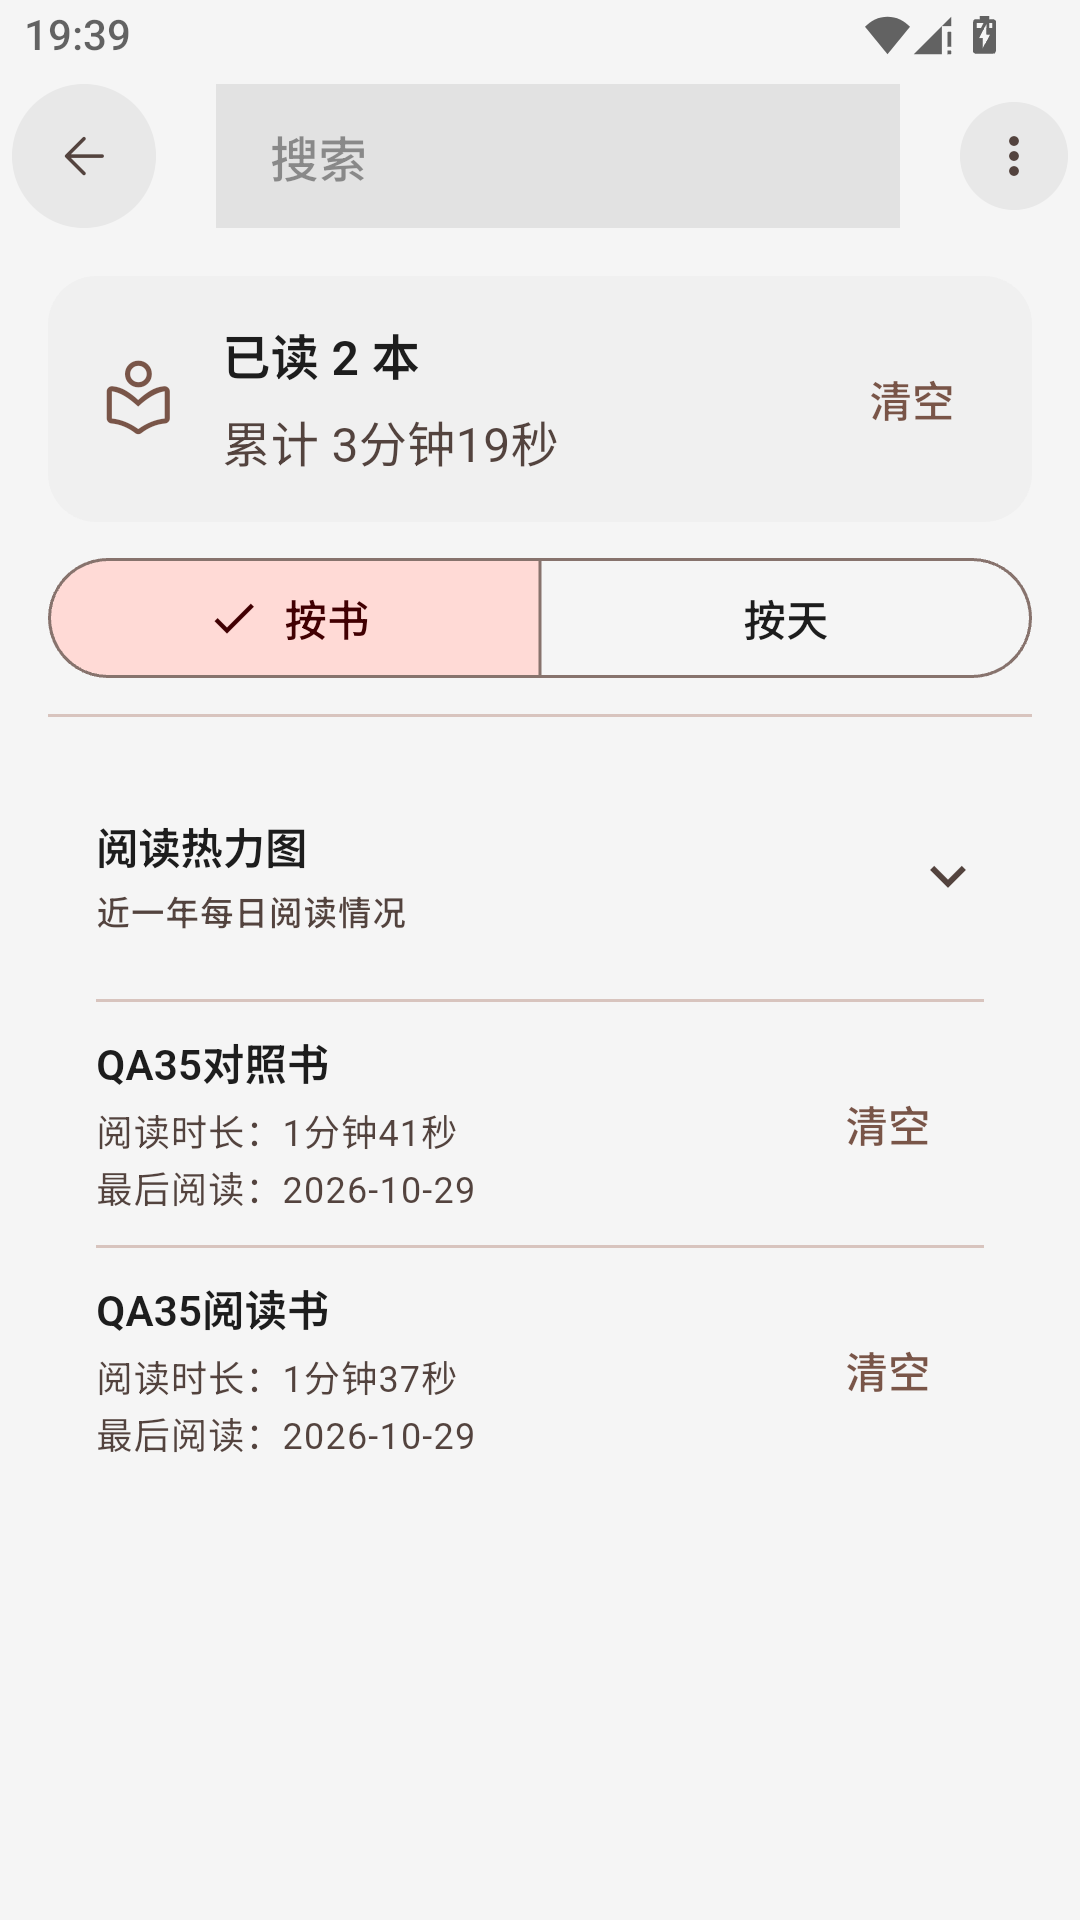 19:39
搜索
已读 2 本
累计 3分钟19秒
清空
按书
按天
阅读热力图
近一年每日阅读情况
QA35对照书
阅读时长：1分钟41秒
最后阅读：2026-10-29
清空
QA35阅读书
阅读时长：1分钟37秒
最后阅读：2026-10-29
清空